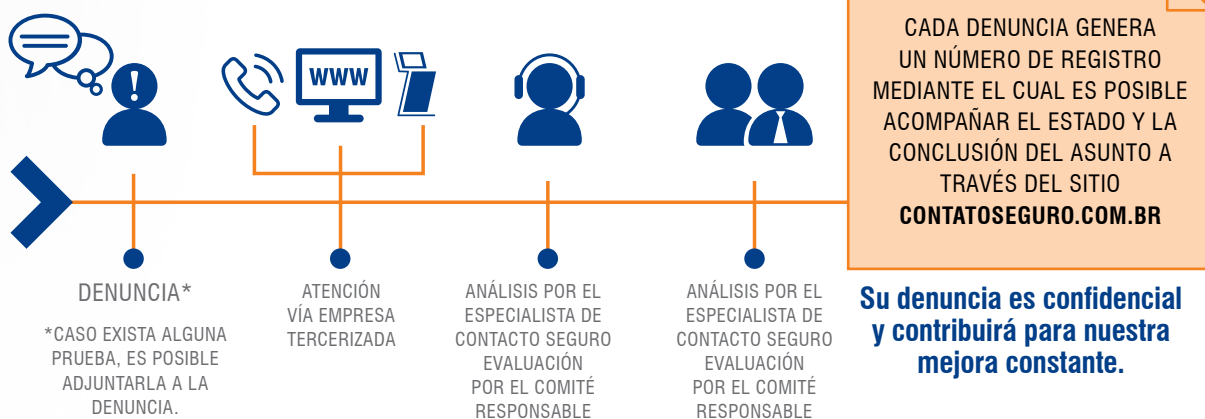 WWW
DENUNCIA*
*CASO EXISTA ALGUNA
PRUEBA, ES POSIBLE
ADJUNTARLA A LA
DENUNCIA.
ATENCIÓN
VÍA EMPRESA
TERCERIZADA
ANÁLISIS POR EL
ESPECIALISTA DE
CONTACTO SEGURO
EVALUACIÓN
POR EL COMITÉ
RESPONSABLE
ANÁLISIS POR EL
ESPECIALISTA DE
CONTACTO SEGURO
EVALUACIÓN
POR EL COMITÉ
RESPONSABLE
CADA DENUNCIA GENERA
UN NÚMERO DE REGISTRO
MEDIANTE EL CUAL ES POSIBLE
ACOMPAÑAR EL ESTADO Y LA
CONCLUSIÓN DEL ASUNTO A
TRAVÉS DEL SITIO
CONTATOSEGURO.COM.BR
Su denuncia es confidencial
y contribuirá para nuestra
mejora constante.